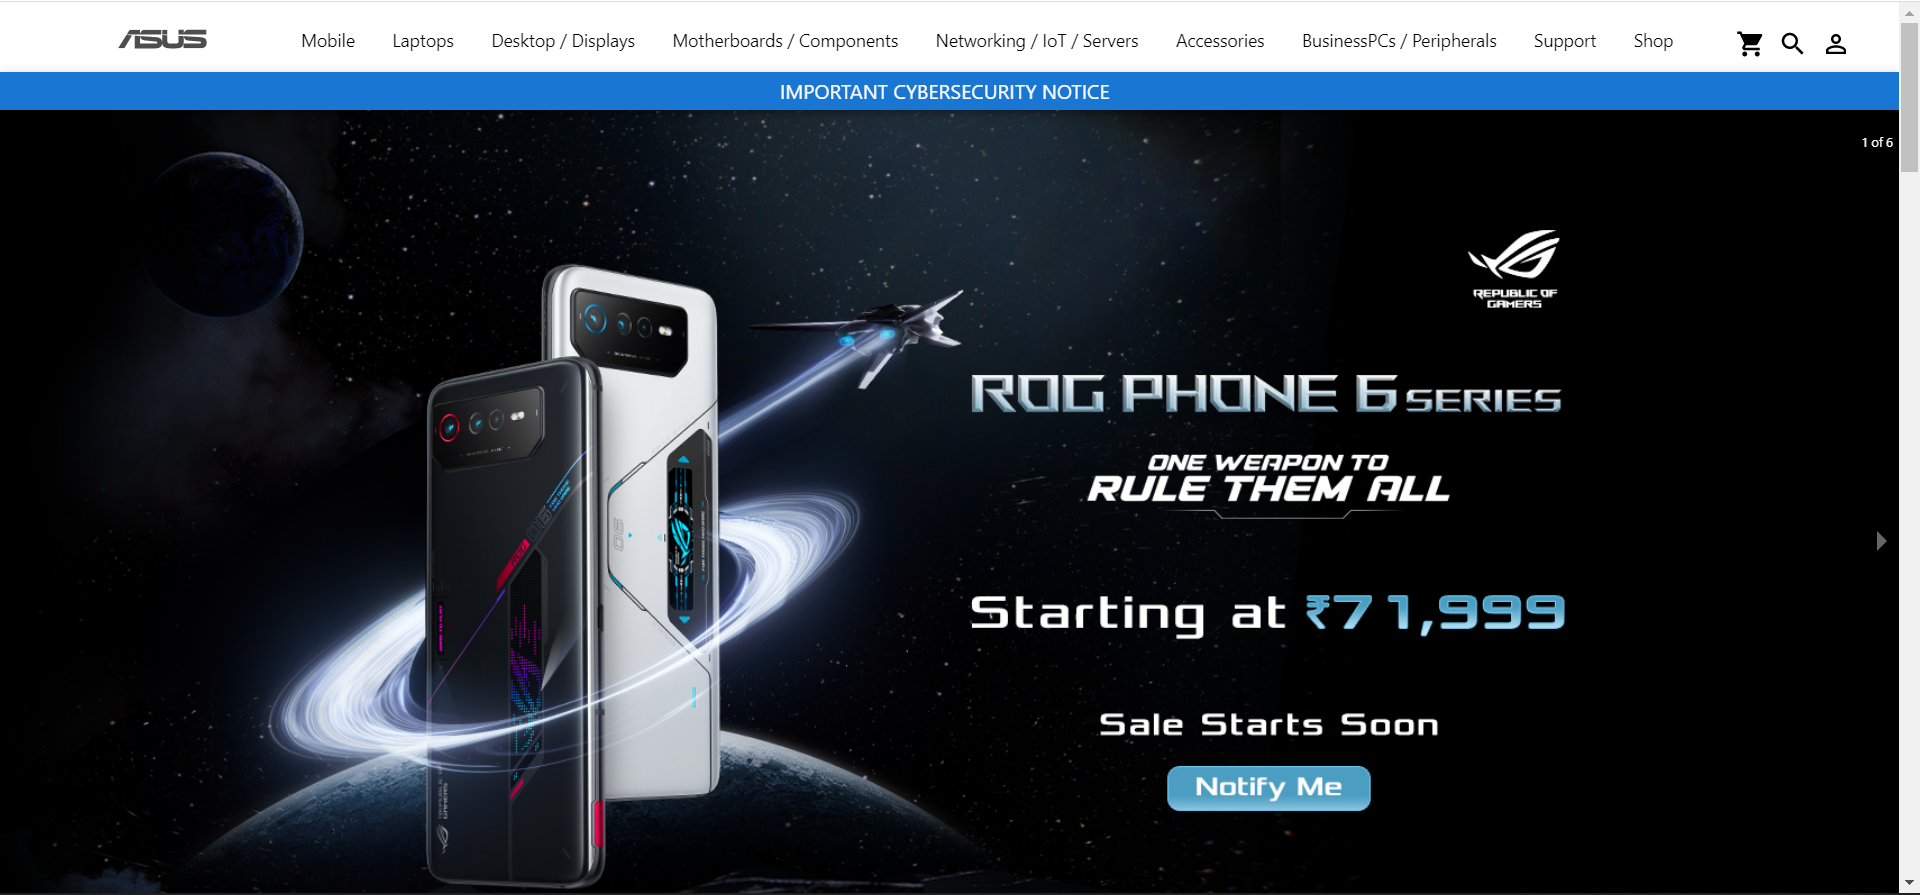 ASUS
Mobile
Laptops
Desktop / Displays
Motherboards / Components
Networking / IoT / Servers
Accessories
BusinessPCs / Peripherals
Support
Shop
IMPORTANT CYBERSECURITY NOTICE
1 of 6
REPUBLIC OF
GAMERS
ROG PHONE 6 SERIES
ONE WEAPON TO
RULE THEM ALL
Starting at ₹71,999
Sale Starts Soon
Notify Me
06
ROG